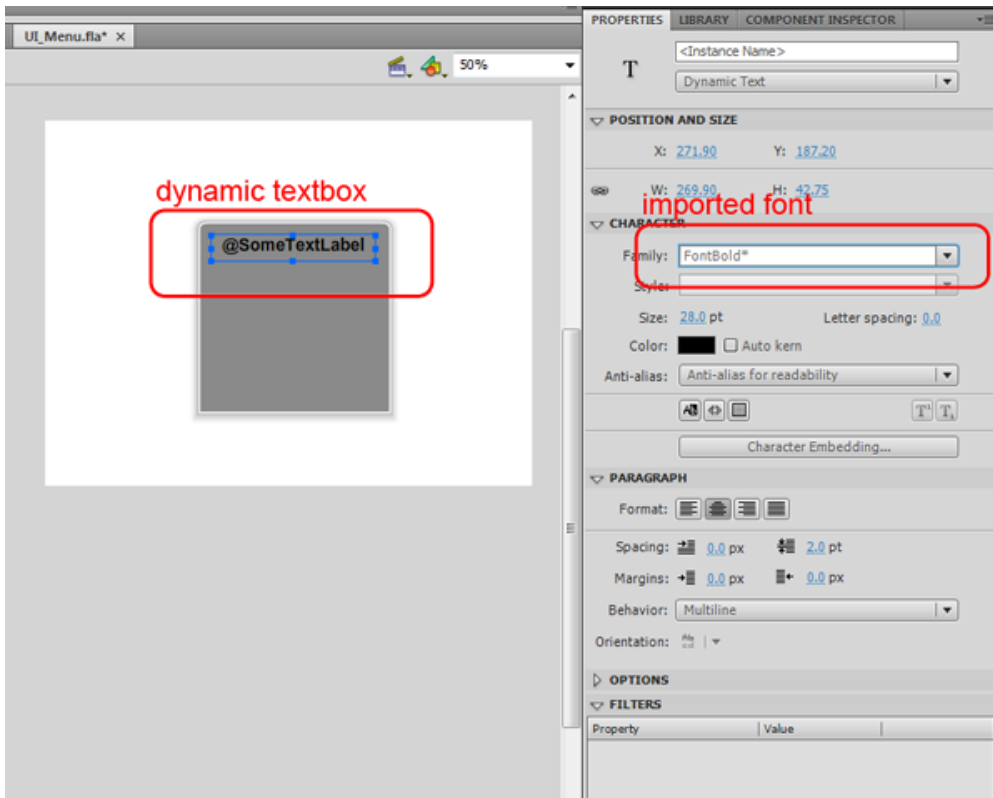 UI_Menu.fla* ×
50%
dynamic textbox
@SomeTextLabel
PROPERTIES LIBRARY COMPONENT INSPECTOR
T
<Instance Name>
Dynamic Text
POSITION AND SIZE
X: 271.90 Y: 187.20
W: 269.90 H: 42.75
imported font
CHARACTER
Family: FontBold*
Style:
Size: 28.0 pt Letter spacing: 0.0
Color: Auto kern
Anti-alias: Anti-alias for readability
T¹ T₁
Character Embedding...
PARAGRAPH
Format:
Spacing: 0.0 px 2.0 pt
Margins: 0.0 px 0.0 px
Behavior: Multiline
Orientation:
OPTIONS
FILTERS
Property Value